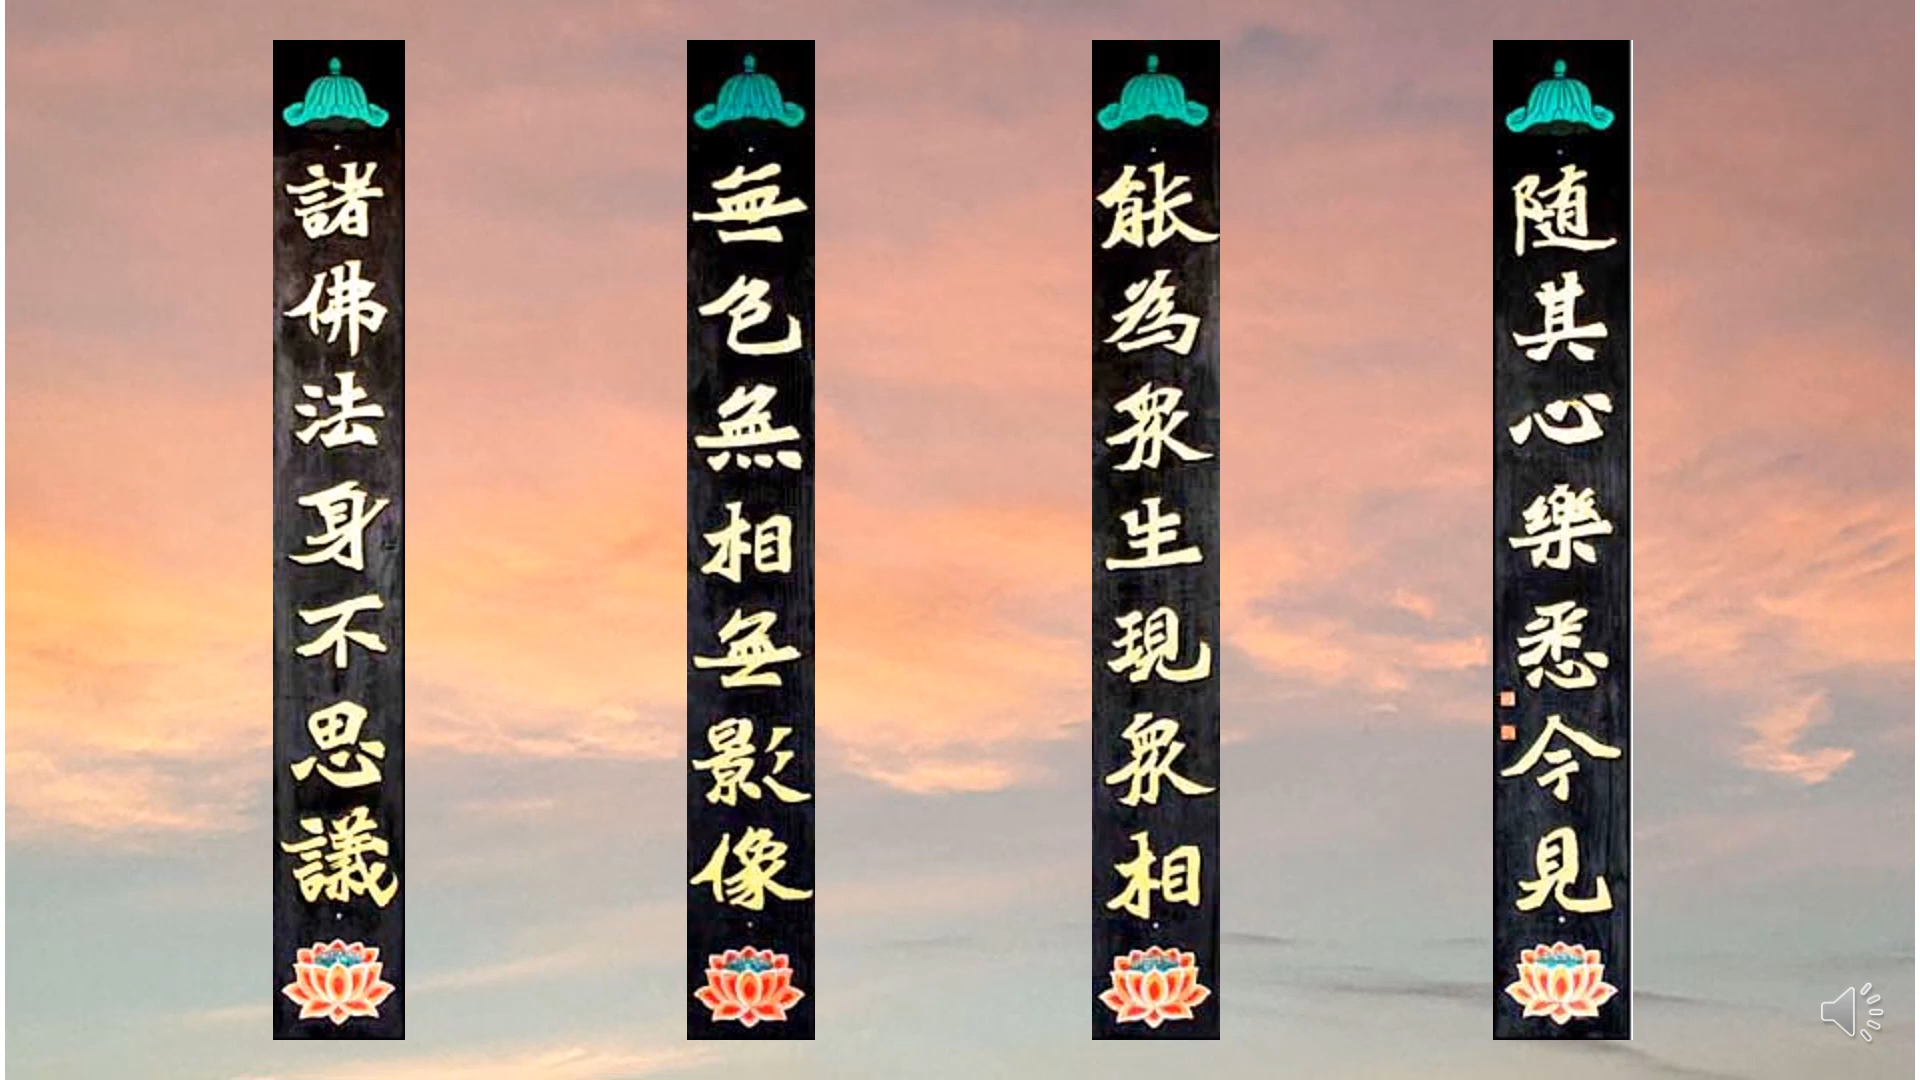 諸佛法身不思議
無色無相無影像
能為眾生現眾相
随其心樂悉令見